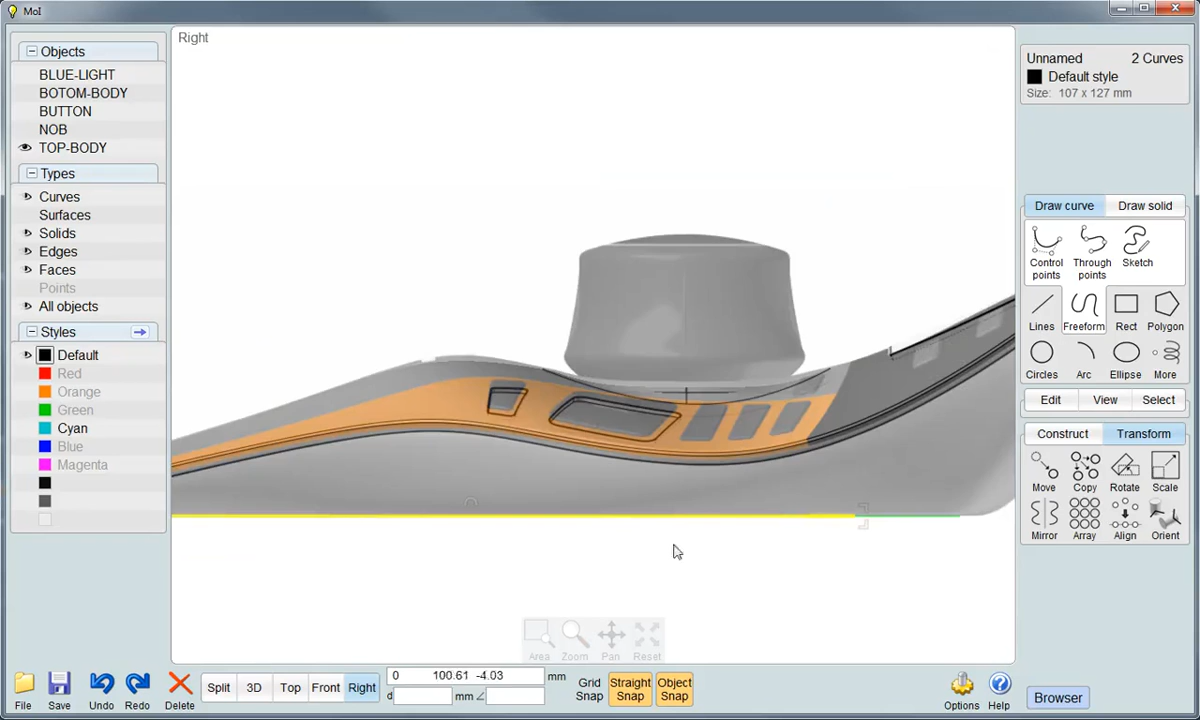 MoI
Objects
BLUE-LIGHT
BOTOM-BODY
BUTTON
NOB
TOP-BODY
Types
Curves
Surfaces
Solids
Edges
Faces
Points
All objects
Styles
Default
Red
Orange
Green
Cyan
Blue
Magenta
Right
Area Zoom Pan Reset
Unnamed 2 Curves
Default style
Size: 107 x 127 mm
Draw curve Draw solid
Control points Through points Sketch
Lines Freeform Rect Polygon
Circles Arc Ellipse More
Edit View Select
Construct Transform
Move Copy Rotate Scale
Mirror Array Align Orient
File Save Undo Redo Delete
Split 3D Top Front Right
0 100.61 -4.03 mm
d mm ∠
Grid Snap Straight Snap Object Snap
Options Help Browser